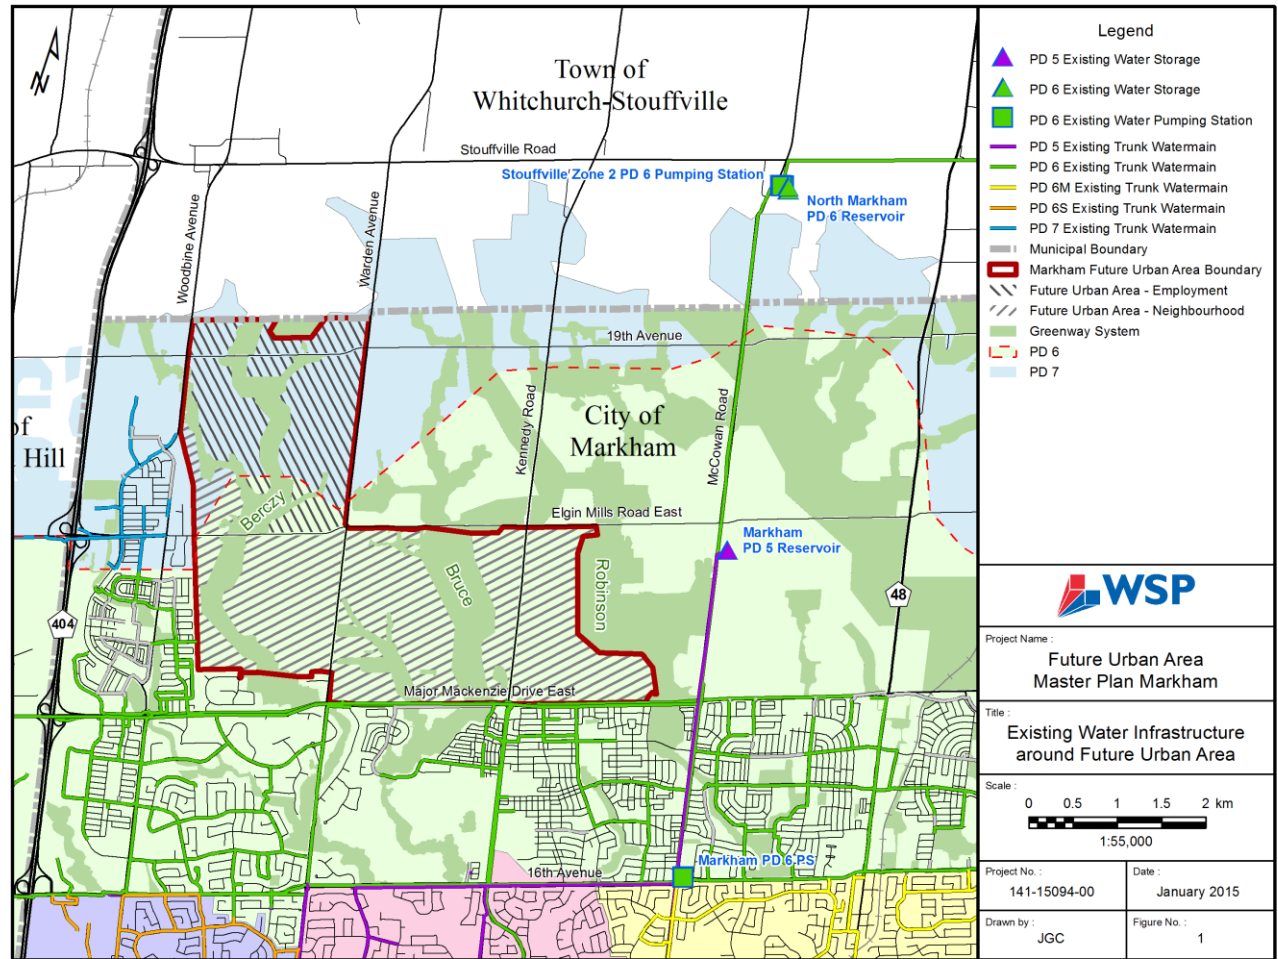 N
Town of
Whitchurch-Stouffville
Stouffville Road
Stouffville Zone 2 PD 6 Pumping Station
North Markham
PD 6 Reservoir
Woodbine Avenue
Warden Avenue
19th Avenue
City of
Markham
Kennedy Road
McCowan Road
of
Hill
Berczy
Elgin Mills Road East
Markham
PD 5 Reservoir
Bruce
Robinson
48
404
Major Mackenzie Drive East
Markham PD 6 PS
16th Avenue
Legend
PD 5 Existing Water Storage
PD 6 Existing Water Storage
PD 6 Existing Water Pumping Station
PD 5 Existing Trunk Watermain
PD 6 Existing Trunk Watermain
PD 6M Existing Trunk Watermain
PD 6S Existing Trunk Watermain
PD 7 Existing Trunk Watermain
Municipal Boundary
Markham Future Urban Area Boundary
Future Urban Area - Employment
Future Urban Area - Neighbourhood
Greenway System
PD 6
PD 7
WSP
Project Name :
Future Urban Area
Master Plan Markham
Title :
Existing Water Infrastructure
around Future Urban Area
Scale :
0 0.5 1 1.5 2 km
1:55,000
Project No. :
141-15094-00
Date :
January 2015
Drawn by :
JGC
Figure No. :
1